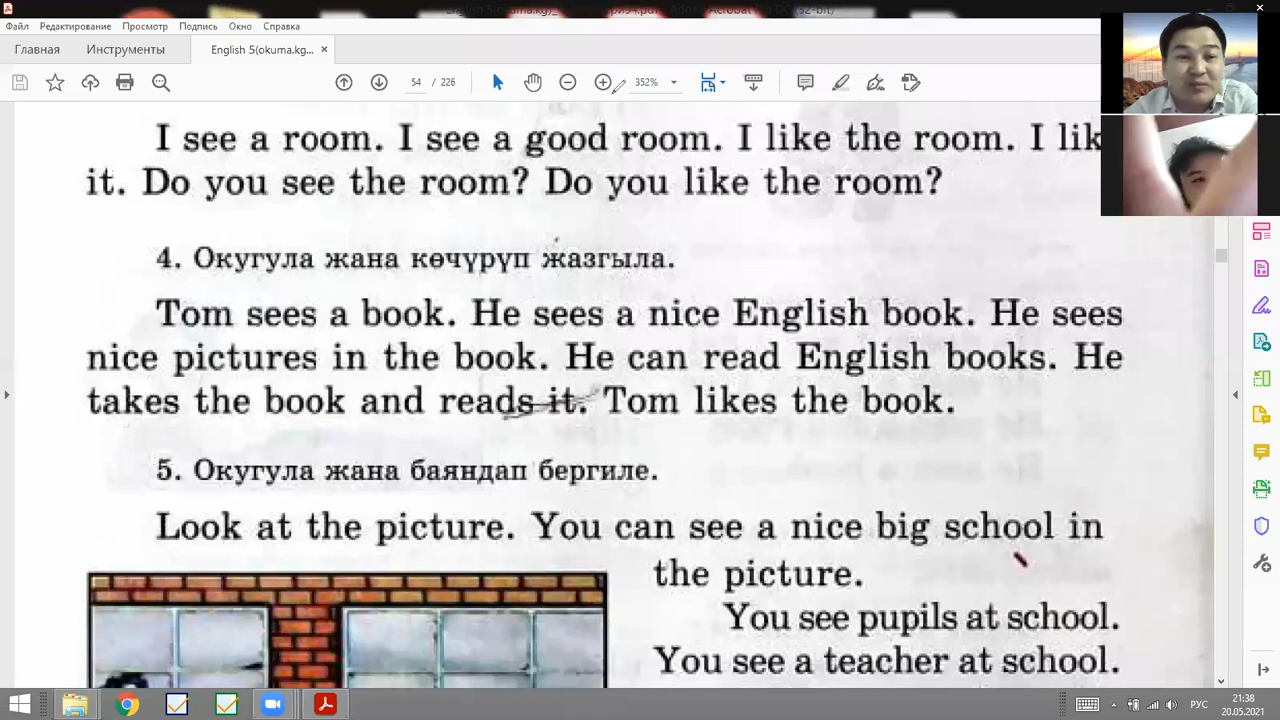 Файл Редактирование Просмотр Подпись Окно Справка
Главная Инструменты English 5(okuma.kg... ×
54 / 226 352%
I see a room. I see a good room. I like the room. I lik
it. Do you see the room? Do you like the room?
4. Окугула жана көчүрүп жазгыла.
Tom sees a book. He sees a nice English book. He sees
nice pictures in the book. He can read English books. He
takes the book and reads it. Tom likes the book.
5. Окугула жана баяндап бергиле.
Look at the picture. You can see a nice big school in
the picture.
You see pupils at school.
You see a teacher at school.
РУС
21:38
20.05.2021